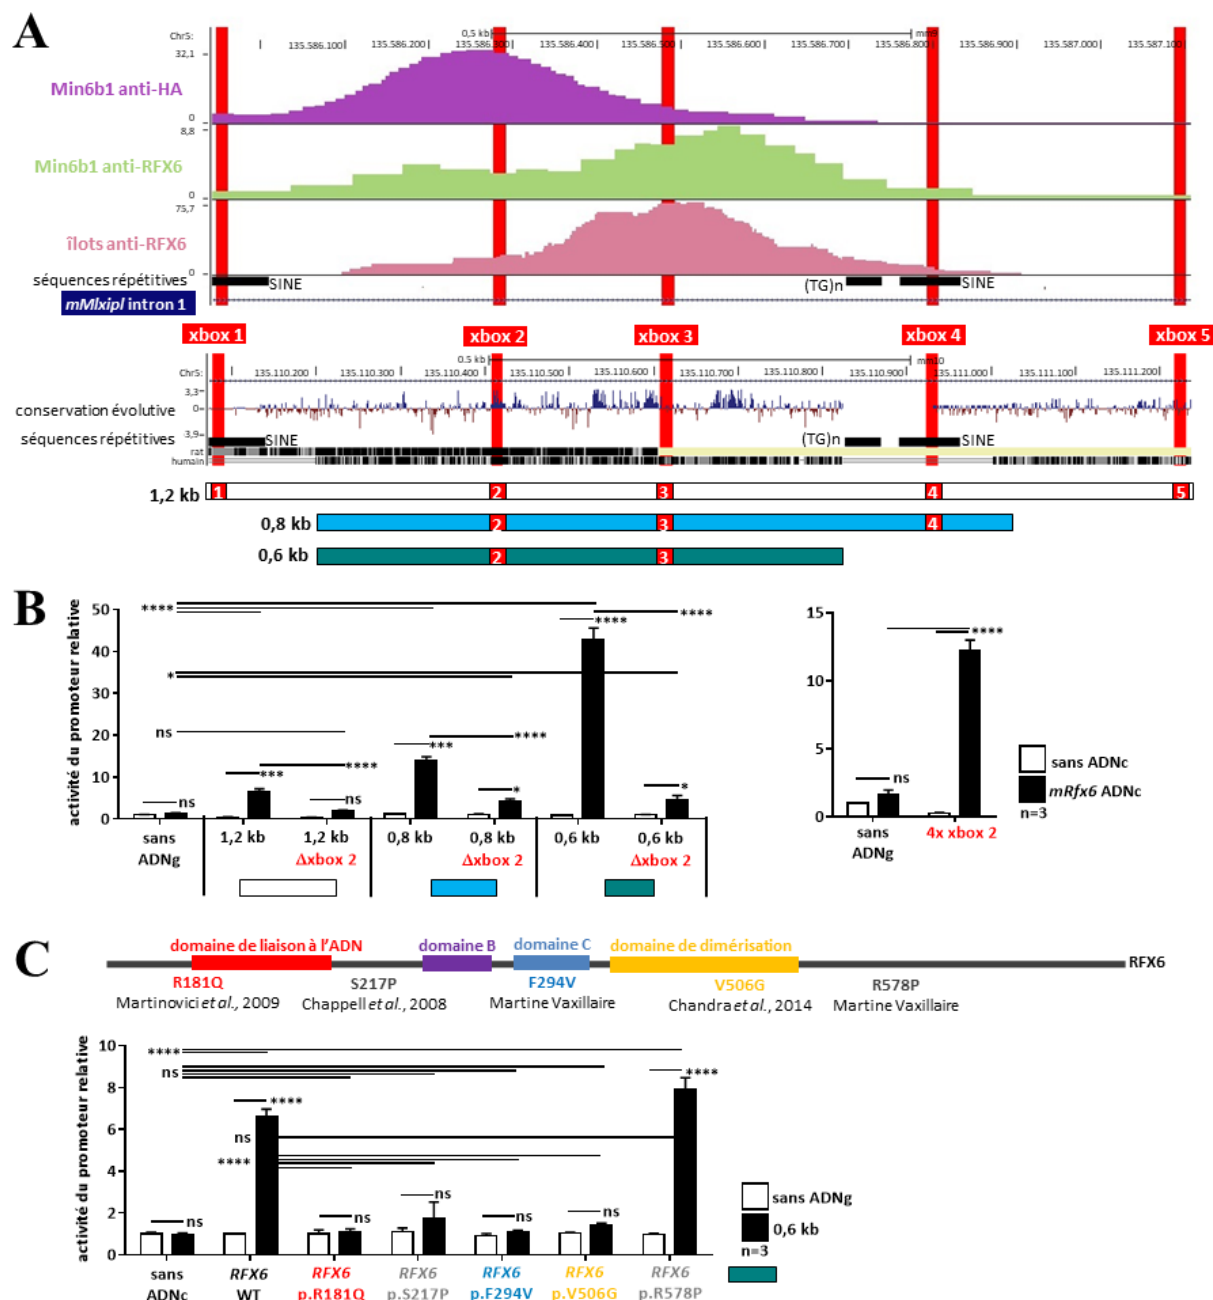 A
Chr5:
0,5 kb
mm9
135.586.100 135.586.200 135.586.300 135.586.400 135.586.500 135.586.600 135.586.700 135.586.800 135.586.900 135.587.000 135.587.100
32,1
Min6b1 anti-HA
0
8,8
Min6b1 anti-RFX6
0
75,7
îlots anti-RFX6
0
séquences répétitives
SINE
(TG)n
SINE
mMlxipl intron 1
xbox 1 xbox 2 xbox 3 xbox 4 xbox 5
0.5 kb
mm10
Chr5:
135.110.200 135.110.300 135.110.400 135.110.500 135.110.600 135.110.700 135.110.800 135.110.900 135.111.000 135.111.100 135.111.200
3,3
conservation évolutive
0
3,9
séquences répétitives
SINE
(TG)n
SINE
rat
humain
1,2 kb 1 2 3 4 5
0,8 kb 2 3 4
0,6 kb 2 3
B
activité du promoteur relative
50
40
30
20
10
0
****
*
ns
ns
***
****
ns
***
****
*
****
****
*
sans ADNg
1,2 kb
1,2 kb Δxbox 2
0,8 kb
0,8 kb Δxbox 2
0,6 kb
0,6 kb Δxbox 2
15
10
5
0
ns
****
sans ADNg
4x xbox 2
sans ADNc
mRfx6 ADNc
n=3
C
domaine de liaison à l'ADN
domaine B
domaine C
domaine de dimérisation
RFX6
R181Q
S217P
F294V
V506G
R578P
Martinovici et al., 2009
Chappell et al., 2008
Martine Vaxillaire
Chandra et al., 2014
Martine Vaxillaire
activité du promoteur relative
10
8
6
4
2
0
****
ns
****
ns
****
ns
ns
ns
ns
ns
****
sans ADNc
RFX6 WT
RFX6 p.R181Q
RFX6 p.S217P
RFX6 p.F294V
RFX6 p.V506G
RFX6 p.R578P
sans ADNg
0,6 kb
n=3